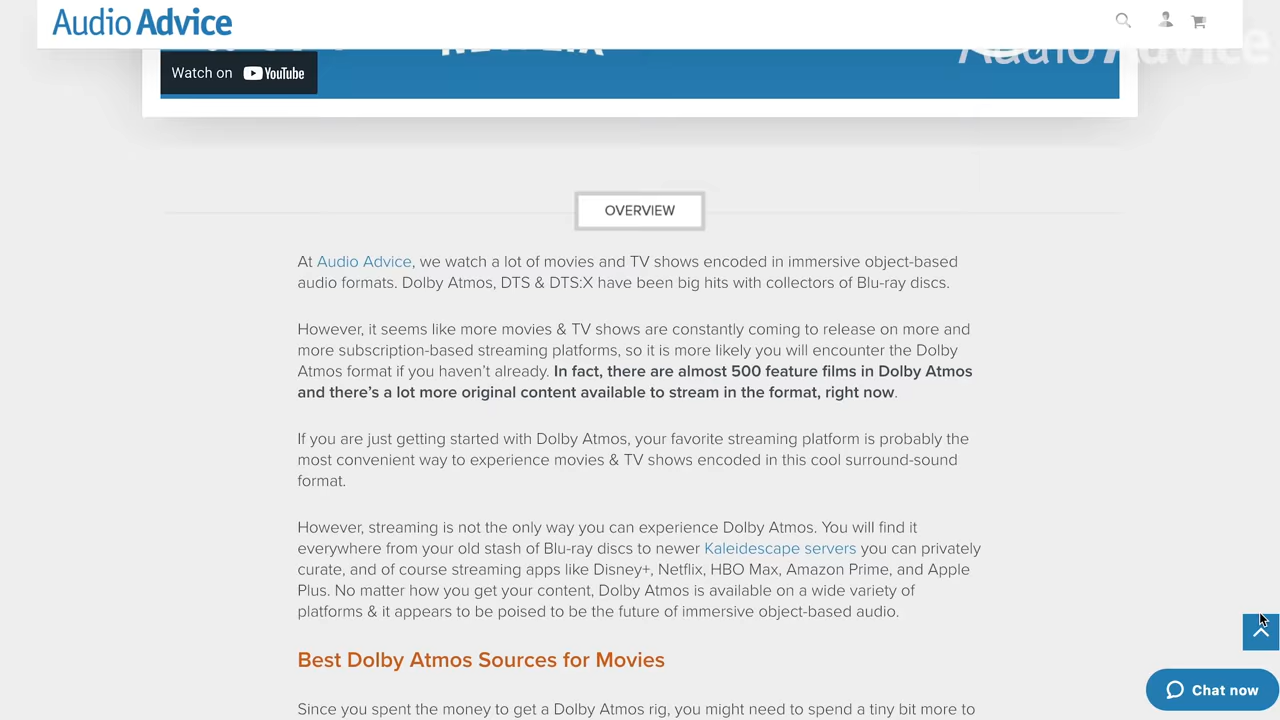 Audio Advice
NETFLIX
Audio Advice
Watch on YouTube
OVERVIEW
At Audio Advice, we watch a lot of movies and TV shows encoded in immersive object-based
audio formats. Dolby Atmos, DTS & DTS:X have been big hits with collectors of Blu-ray discs.
However, it seems like more movies & TV shows are constantly coming to release on more and
more subscription-based streaming platforms, so it is more likely you will encounter the Dolby
Atmos format if you haven’t already. In fact, there are almost 500 feature films in Dolby Atmos
and there’s a lot more original content available to stream in the format, right now.
If you are just getting started with Dolby Atmos, your favorite streaming platform is probably the
most convenient way to experience movies & TV shows encoded in this cool surround-sound
format.
However, streaming is not the only way you can experience Dolby Atmos. You will find it
everywhere from your old stash of Blu-ray discs to newer Kaleidescape servers you can privately
curate, and of course streaming apps like Disney+, Netflix, HBO Max, Amazon Prime, and Apple
Plus. No matter how you get your content, Dolby Atmos is available on a wide variety of
platforms & it appears to be poised to be the future of immersive object-based audio.
Best Dolby Atmos Sources for Movies
Since you spent the money to get a Dolby Atmos rig, you might need to spend a tiny bit more to
Chat now